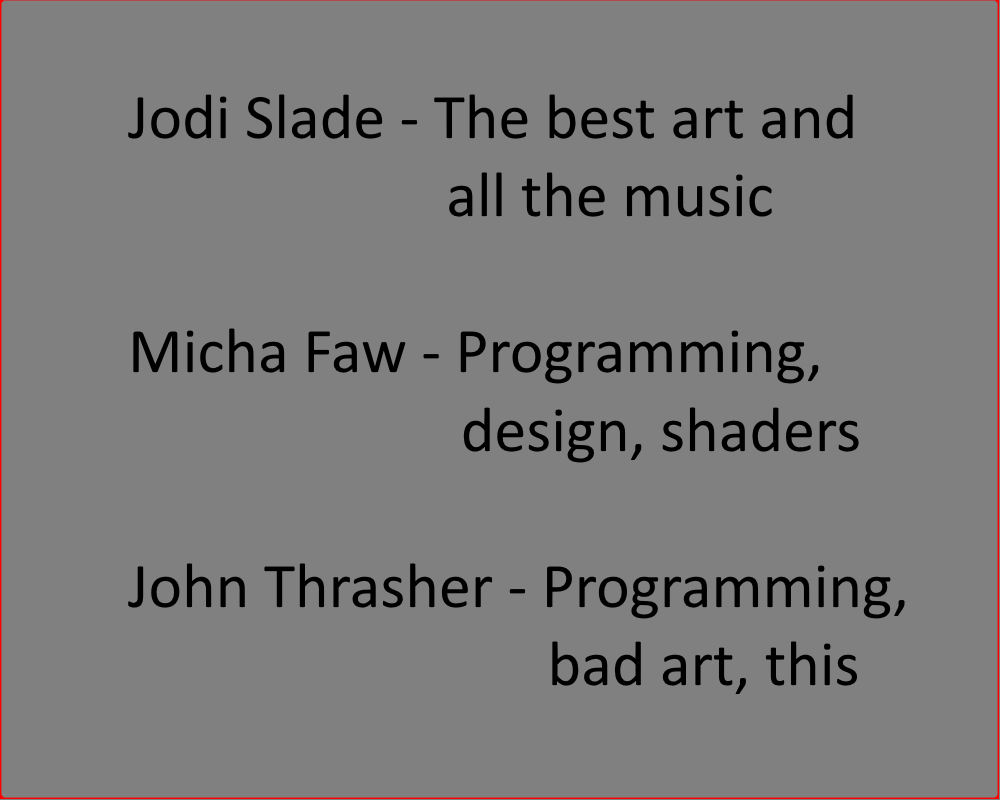 Jodi Slade - The best art and
all the music
Micha Faw - Programming,
design, shaders
John Thrasher - Programming,
bad art, this